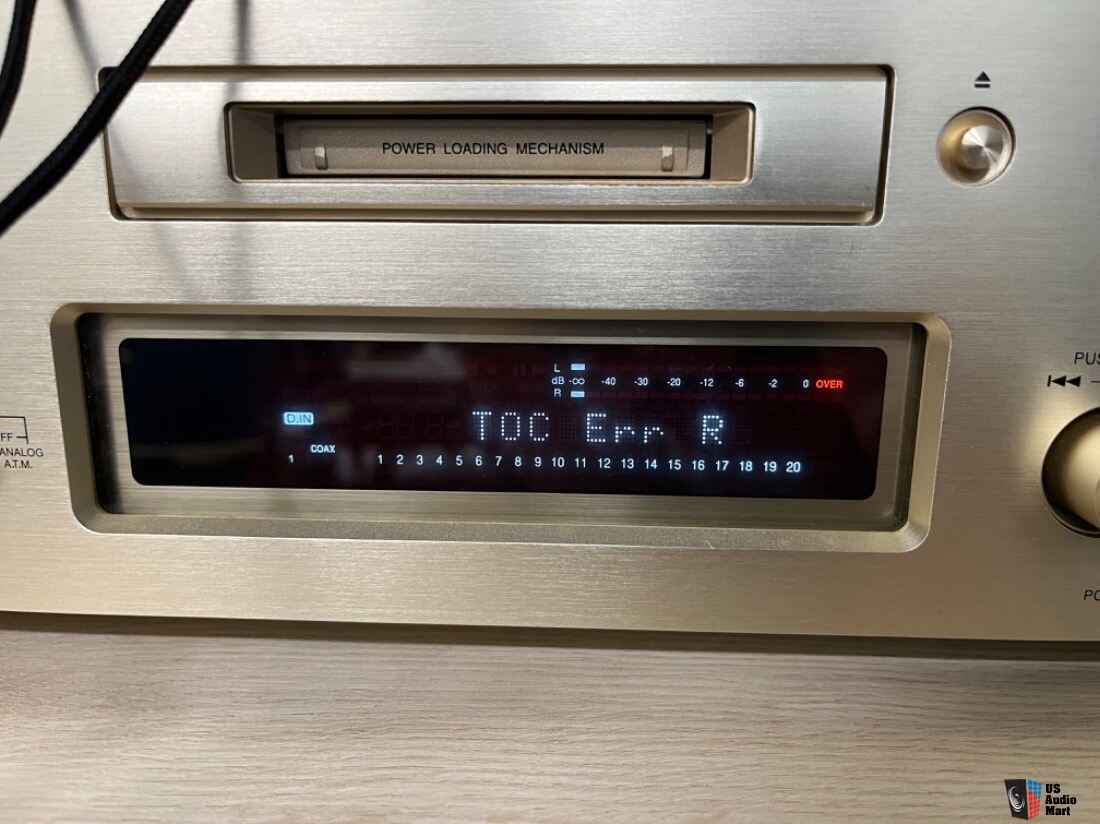 POWER LOADING MECHANISM
L
dB -∞ -40 -30 -20 -12 -6 -2 0 OVER
R
D.IN
TOC Err R
COAX
1
1 2 3 4 5 6 7 8 9 10 11 12 13 14 15 16 17 18 19 20
ANALOG
A.T.M.
US
Audio
Mart